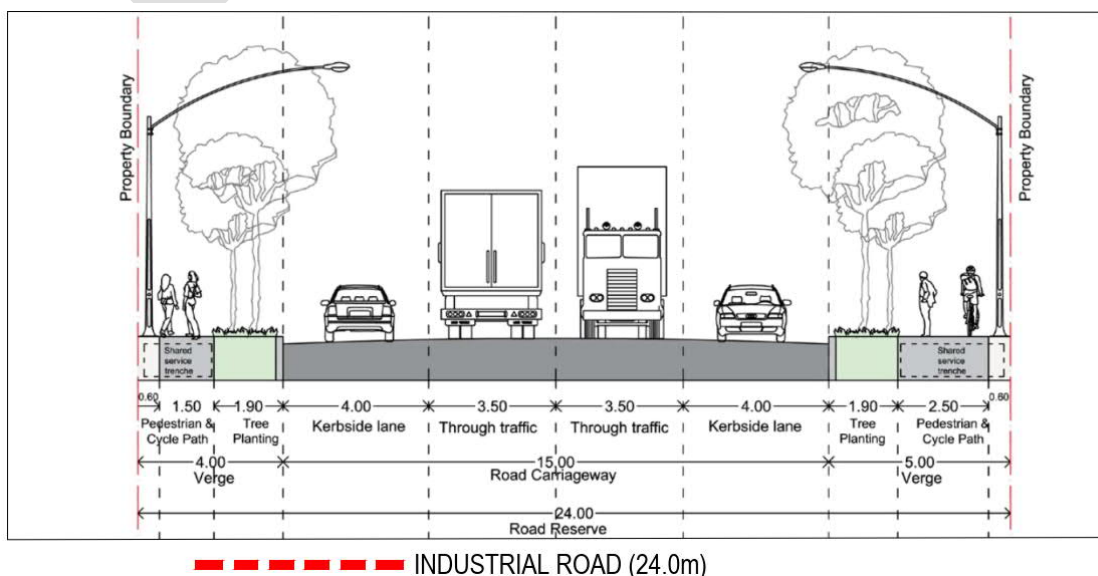 Property Boundary
Property Boundary
Shared
service
trenche
Shared
service
trenche
0.60
1.50
1.90
4.00
3.50
3.50
4.00
1.90
2.50
0.60
Pedestrian &
Cycle Path
Tree
Planting
Kerbside lane
Through traffic
Through traffic
Kerbside lane
Tree
Planting
Pedestrian &
Cycle Path
4.00
Verge
15.00
Road Carriageway
5.00
Verge
24.00
Road Reserve
INDUSTRIAL ROAD (24.0m)